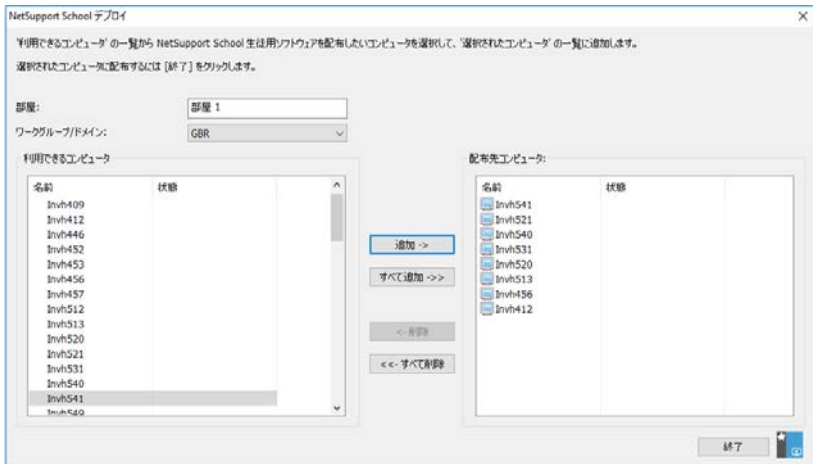 NetSupport School デプロイ
'利用できるコンピュータ' の一覧から NetSupport School 生徒用ソフトウェアを配布したいコンピュータを選択して、'選択されたコンピュータ' の一覧に追加します。
選択されたコンピュータに配布するには [終了] をクリックします。
部屋: 部屋 1
ワークグループ/ドメイン: GBR
利用できるコンピュータ
名前 状態
Invh409
Invh412
Invh446
Invh452
Invh453
Invh456
Invh457
Invh512
Invh513
Invh520
Invh521
Invh531
Invh540
Invh541
Invh549
追加 ->
すべて追加 ->>
<- 削除
<<- すべて削除
配布先コンピュータ:
名前 状態
Invh541
Invh521
Invh540
Invh531
Invh520
Invh513
Invh456
Invh412
終了